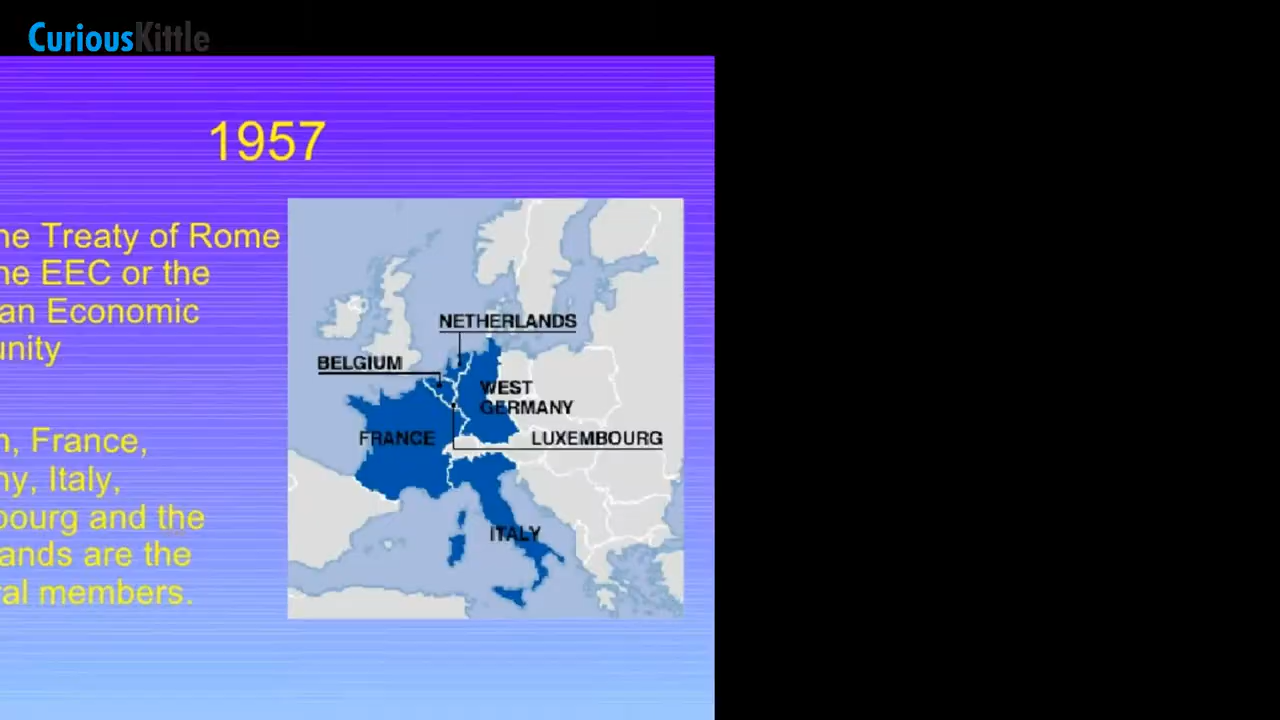 CuriousKittle
1957
he Treaty of Rome
he EEC or the
an Economic
unity
n, France,
ny, Italy,
bourg and the
ands are the
ral members.
NETHERLANDS
BELGIUM
WEST
GERMANY
FRANCE
LUXEMBOURG
ITALY